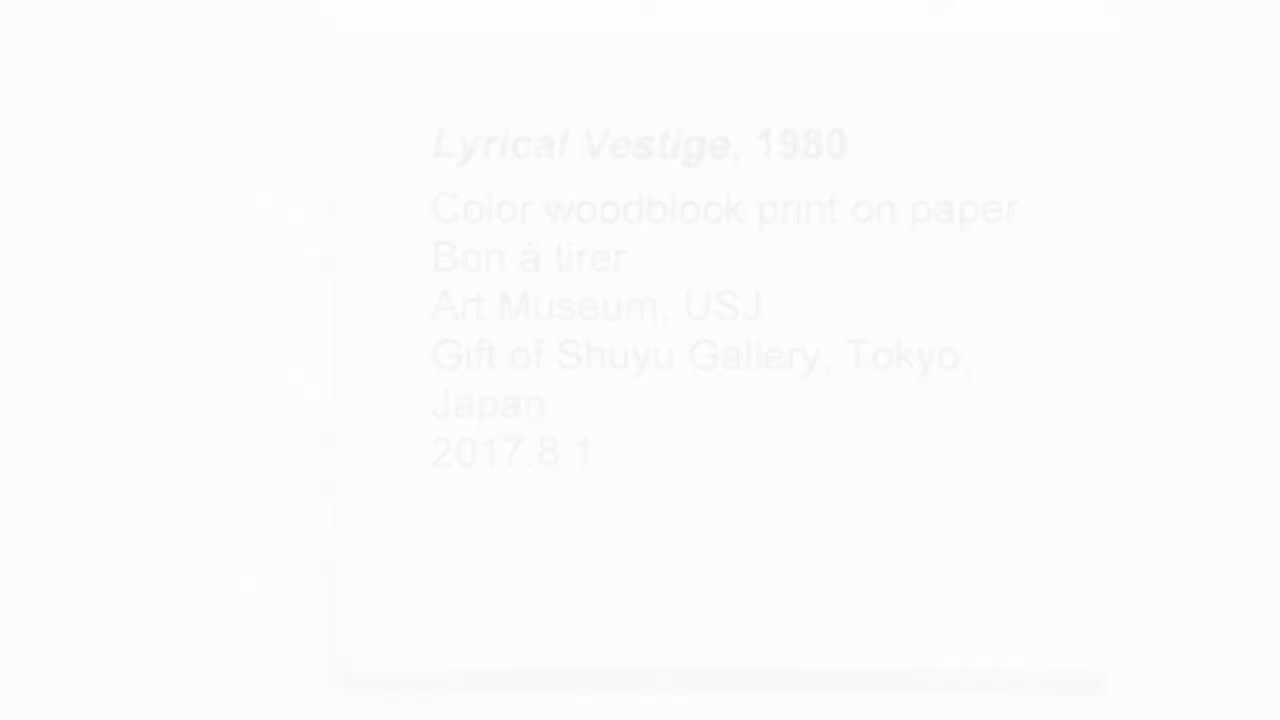 Lyrical Vestige, 1980
Color woodblock print on paper
Bon à tirer
Art Museum, USJ
Gift of Shuyu Gallery, Tokyo,
Japan
2017.8.1